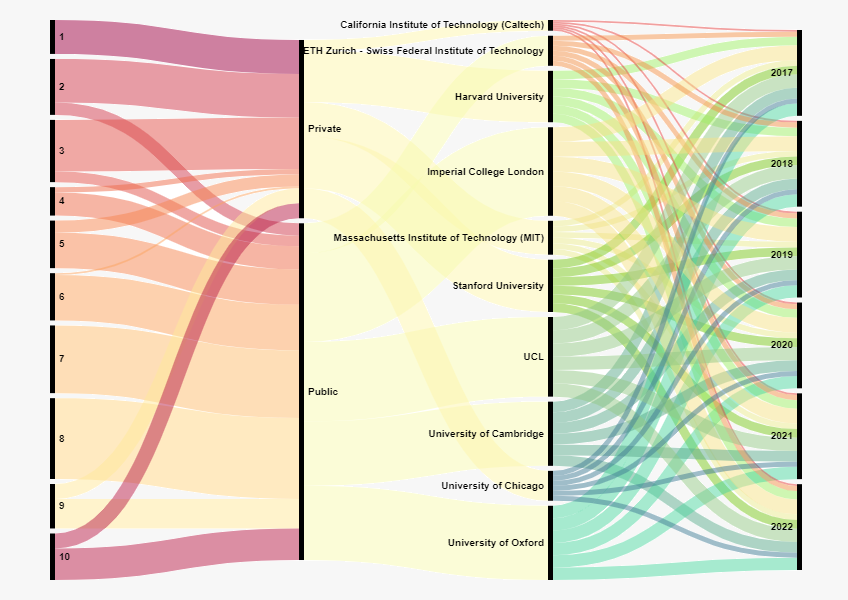 1
2
3
4
5
6
7
8
9
10
Private
Public
California Institute of Technology (Caltech)
ETH Zurich - Swiss Federal Institute of Technology
Harvard University
Imperial College London
Massachusetts Institute of Technology (MIT)
Stanford University
UCL
University of Cambridge
University of Chicago
University of Oxford
2017
2018
2019
2020
2021
2022